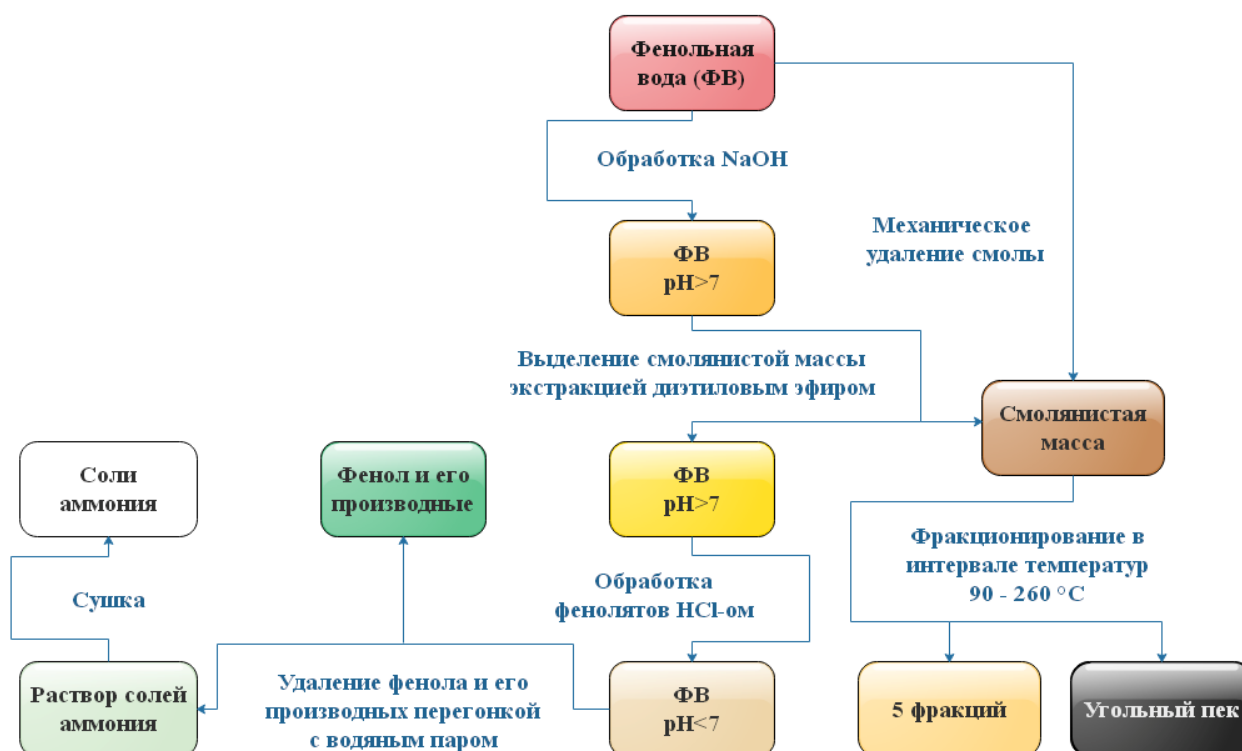 Фенольная
вода (ФВ)
Обработка NaOH
Механическое
удаление смолы
ФВ
pH>7
Выделение смолянистой массы
экстракцией диэтиловым эфиром
Смолянистая
масса
Соли
аммония
Фенол и его
производные
ФВ
pH>7
Фракционирование в
интервале температур
90 - 260 °C
Обработка
фенолятов HCl-ом
Сушка
Раствор солей
аммония
Удаление фенола и его
производных перегонкой
с водяным паром
ФВ
pH<7
5 фракций
Угольный пек